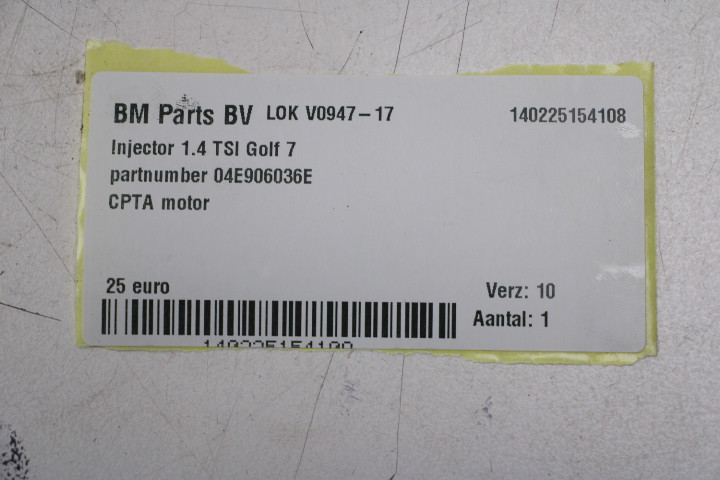 BM Parts BV LOK V0947-17 140225154108
Injector 1.4 TSI Golf 7
partnumber 04E906036E
CPTA motor
25 euro Verz: 10
Aantal: 1
140225154108